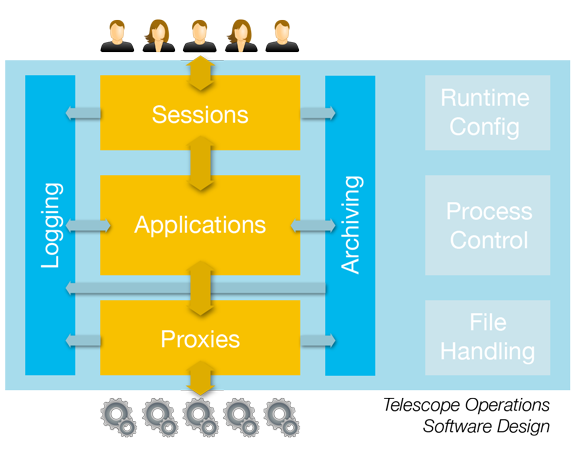 Sessions
Runtime
Config
Logging
Applications
Archiving
Process
Control
Proxies
File
Handling
Telescope Operations
Software Design